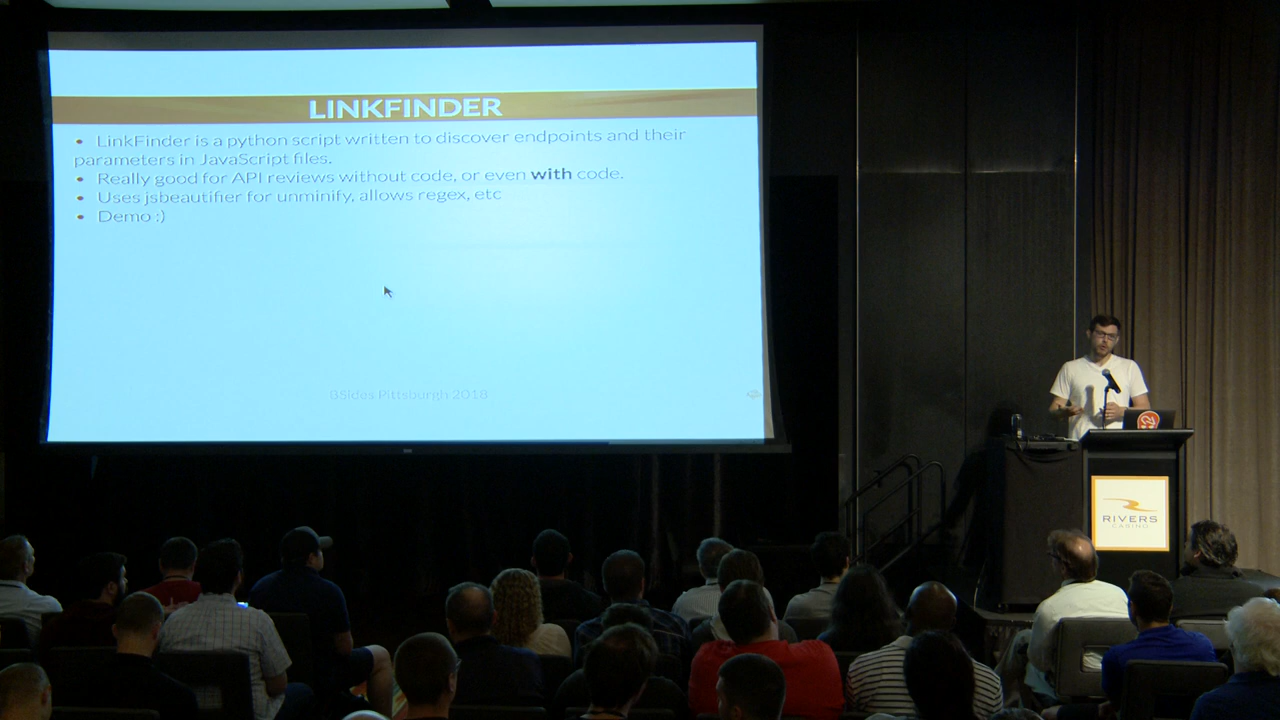 LINKFINDER
• LinkFinder is a python script written to discover endpoints and their
parameters in JavaScript files.
• Really good for API reviews without code, or even with code.
• Uses jsbeautifier for unminify, allows regex, etc
• Demo :)
BSides Pittsburgh 2018
RIVERS
CASINO